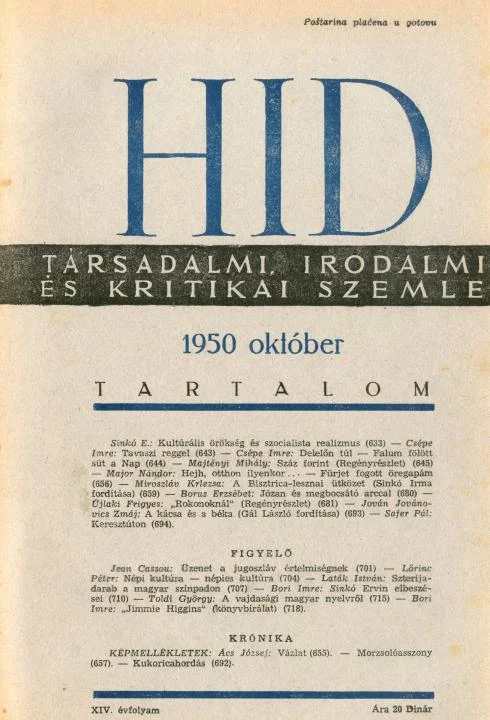 Poštarina plaćena u gotovu
HID
TÁRSADALMI, IRODALMI
ÉS KRITIKAI SZEMLE
1950 október
TARTALOM
Sinkó E.: Kultúrális örökség és szocialista realizmus (633) — Csépe
Imre: Tavaszi reggel (643) — Csépe Imre: Delelőn túl — Falum fölött
süt a Nap (644) — Majtényi Mihály: Száz forint (Regényrészlet) (645)
— Major Nándor: Hejh, otthon ilyenkor ... — Fürjet fogott öregapám
(656) — Miroszláv Krlezsa: A Bisztrica-lesznai ütközet (Sinkó Irma
fordítása) (659) — Borus Erzsébet: Józan és megbocsátó arccal (680) —
Újlaki Frigyes: „Rokonoknál" (Regényrészlet) (681) — Jován Jováno-
vics Zmáj: A kácsa és a béka (Gál László fordítása) (693) — Safer Pál:
Keresztúton (694).
FIGYELŐ
Jean Cassou: Üzenet a jugoszláv értelmiségnek (701) — Lőrinc
Péter: Népi kultúra — népies kultúra (704) — Laták István: Szterija-
darab a magyar színpadon (707) — Bori Imre: Sinkó Ervin elbeszé-
sei (710) — Toldi György: A vajdasági magyar nyelvről (715) — Bori
Imre: „Jimmie Higgins" (könyvbírálat) (718).
KRÓNIKA
KÉPMELLÉKLETEK: Ács József: Vázlat (655). — Morzsolóasszony
(657). — Kukoricahordás (692).
XIV. évfolyam Ára 20 Dinár